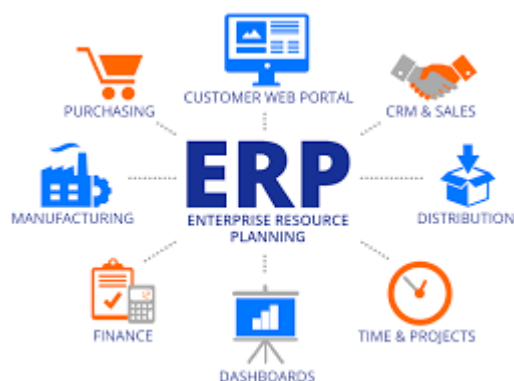 CUSTOMER WEB PORTAL
PURCHASING
CRM & SALES
ERP
ENTERPRISE RESOURCE
PLANNING
MANUFACTURING
DISTRIBUTION
FINANCE
TIME & PROJECTS
DASHBOARDS